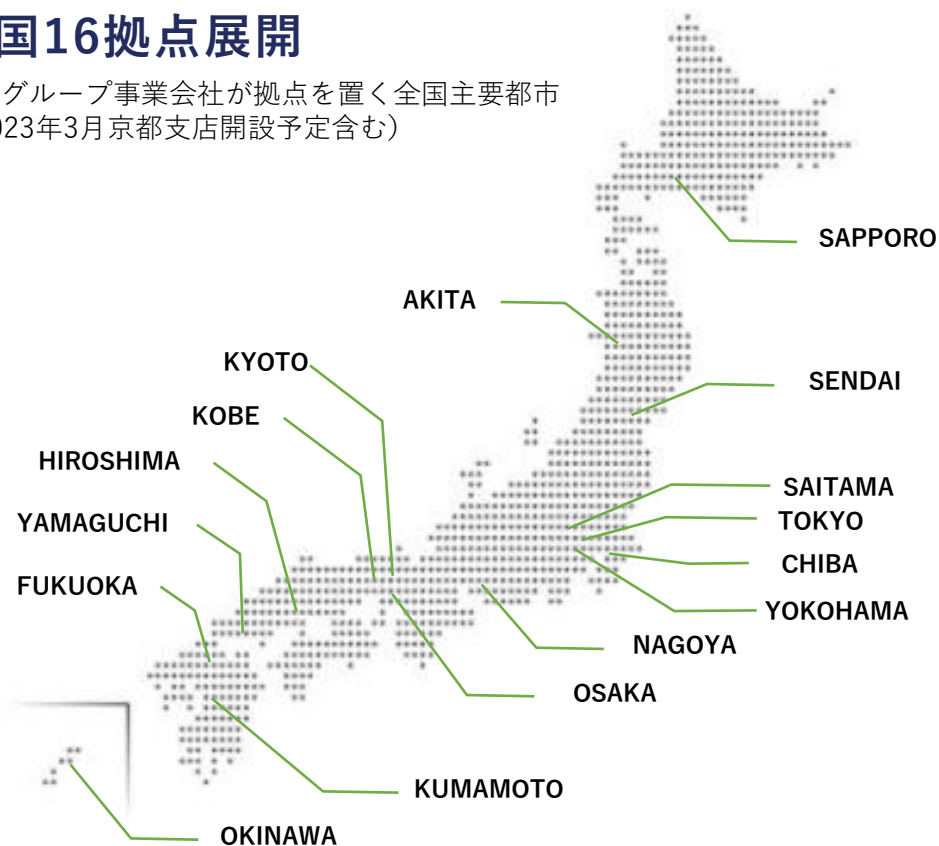 国16拠点展開
グループ事業会社が拠点を置く全国主要都市
023年3月京都支店開設予定含む）
SAPPORO
AKITA
KYOTO
SENDAI
KOBE
HIROSHIMA
SAITAMA
YAMAGUCHI
TOKYO
CHIBA
FUKUOKA
YOKOHAMA
NAGOYA
OSAKA
KUMAMOTO
OKINAWA